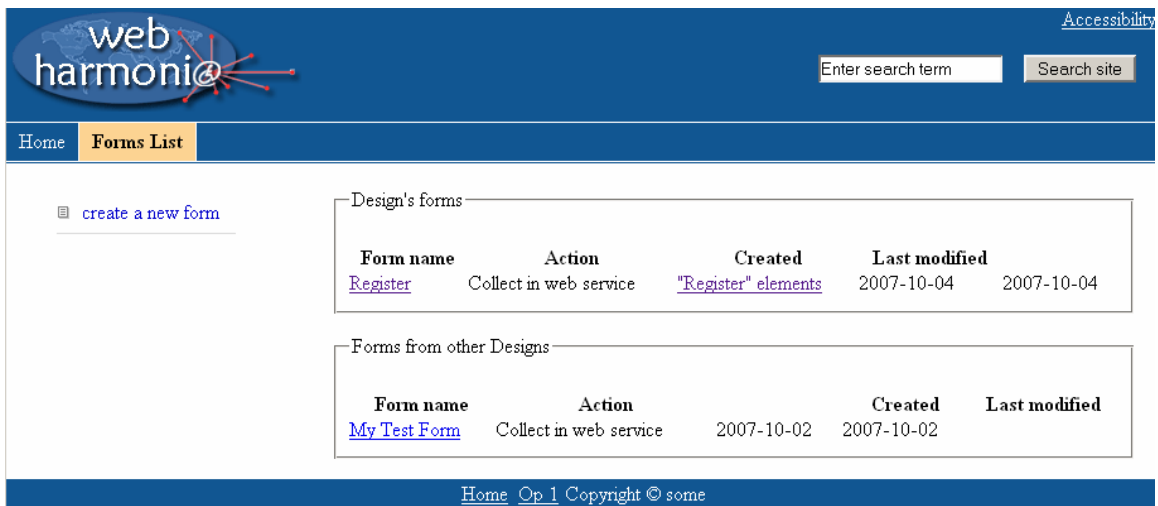 Accessibility
web
harmoni@
Enter search term Search site
Home Forms List
create a new form
Design's forms
Form name Action Created Last modified
Register Collect in web service "Register" elements 2007-10-04 2007-10-04
Forms from other Designs
Form name Action Created Last modified
My Test Form Collect in web service 2007-10-02 2007-10-02
Home Op 1 Copyright © some